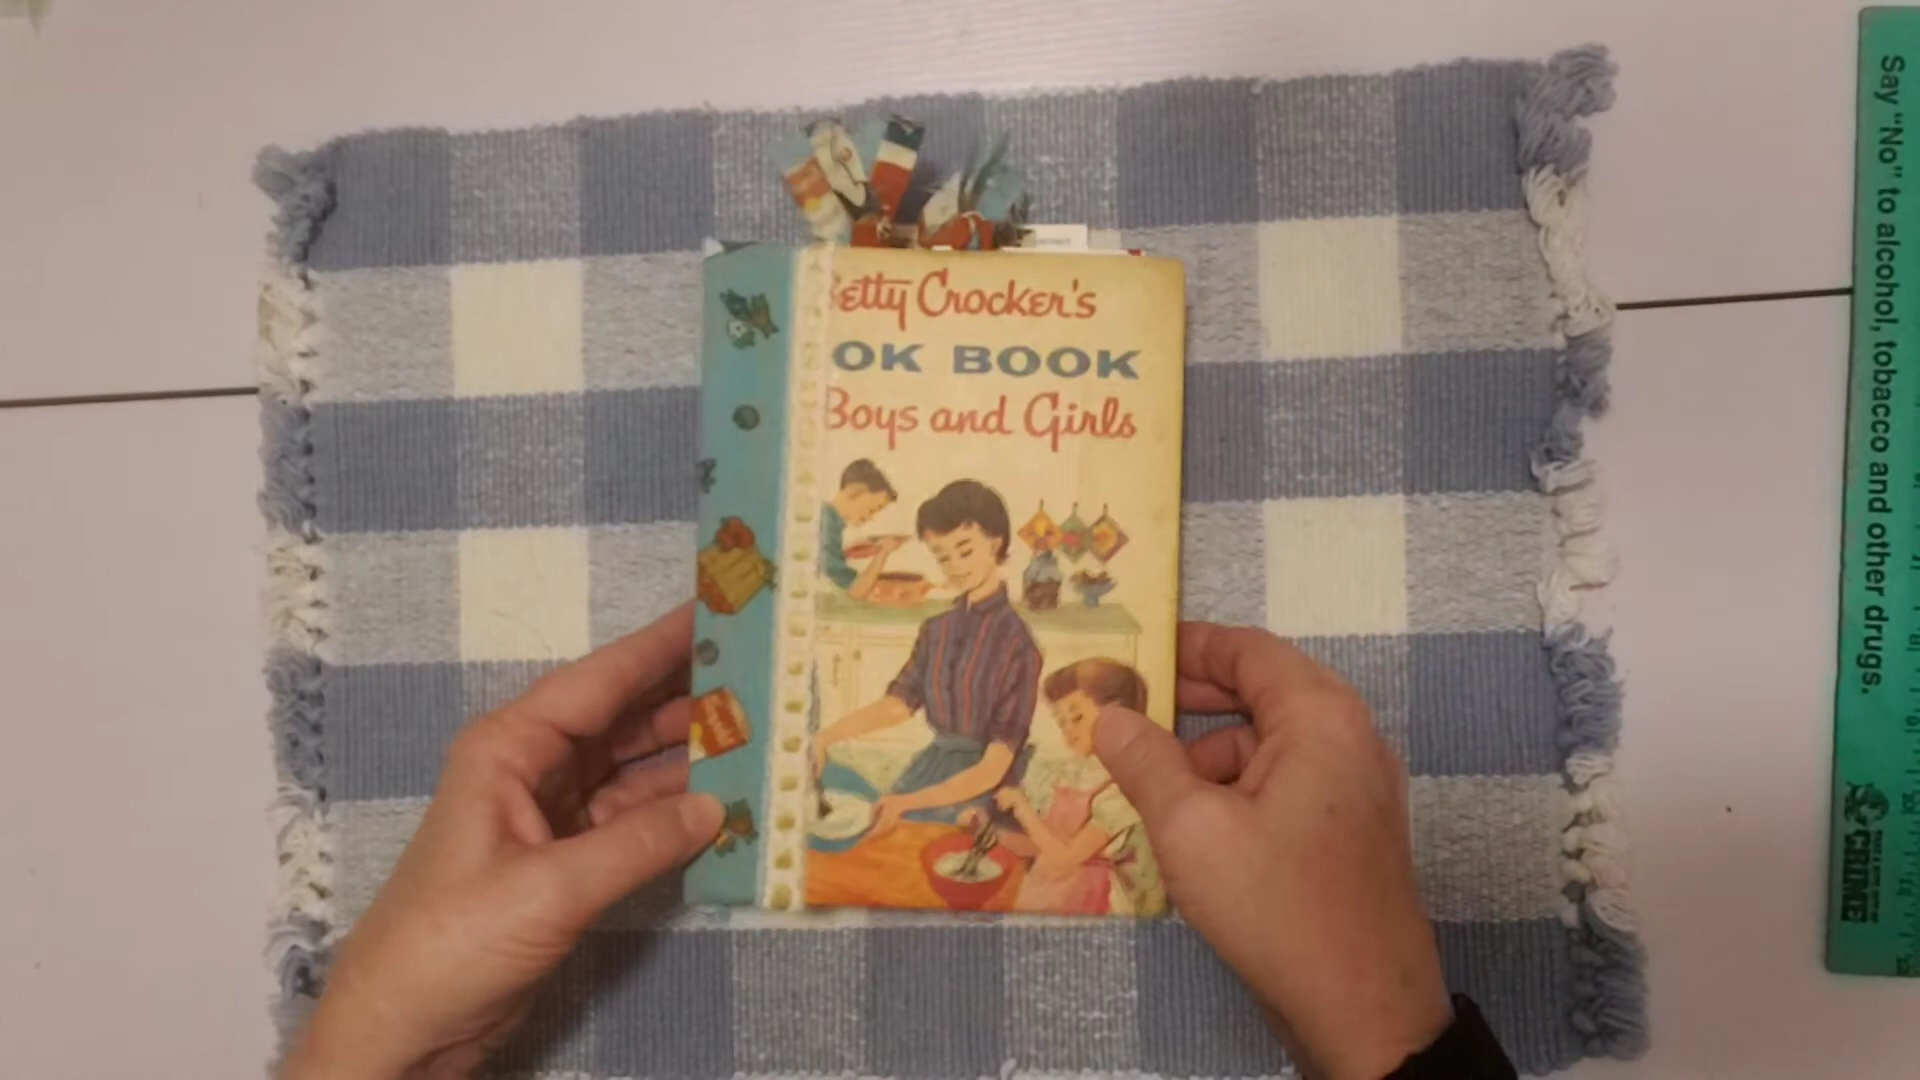 etty Crocker's
OK BOOK
Boys and Girls
Say "No" to alcohol, tobacco and other drugs.
CRIME